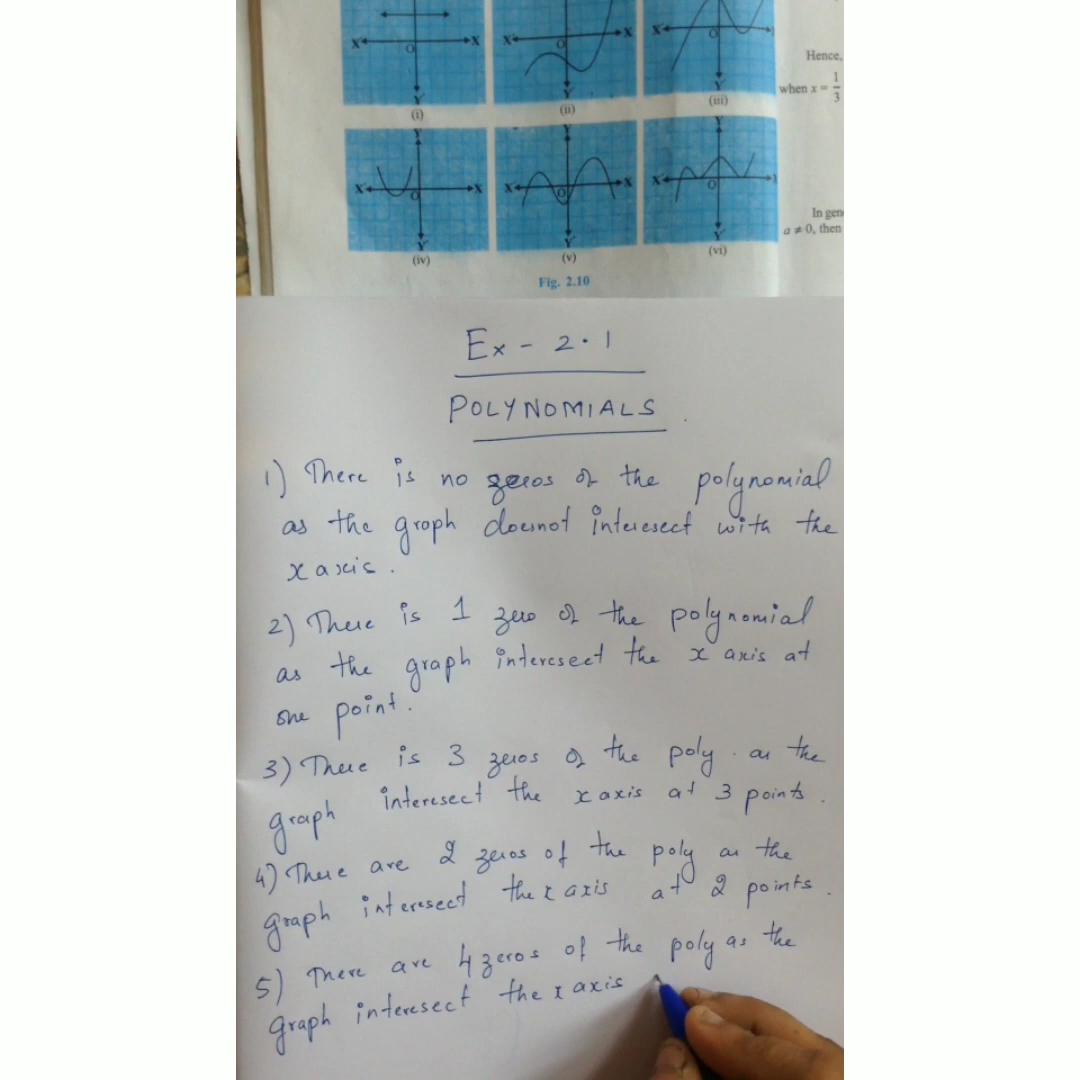 X' O X X' O X X' O
Hence,
when x = 1/3
Y' Y' Y'
(i) (ii) (iii)
Y Y Y
X' O X X' O X X' O
In gen
a ≠ 0, then
Y' Y' Y'
(iv) (v) (vi)
Fig. 2.10
Ex - 2.1
POLYNOMIALS
1) There is no zeros of the polynomial
as the graph doesnot interesect with the
x axis.
2) There is 1 zero of the polynomial
as the graph interesect the x axis at
one point.
3) There is 3 zeros of the poly. as the
graph interesect the x axis at 3 points.
4) There are 2 zeros of the poly as the
graph interesect the x axis at 2 points.
5) There are 4 zeros of the poly as the
graph interesect the x axis